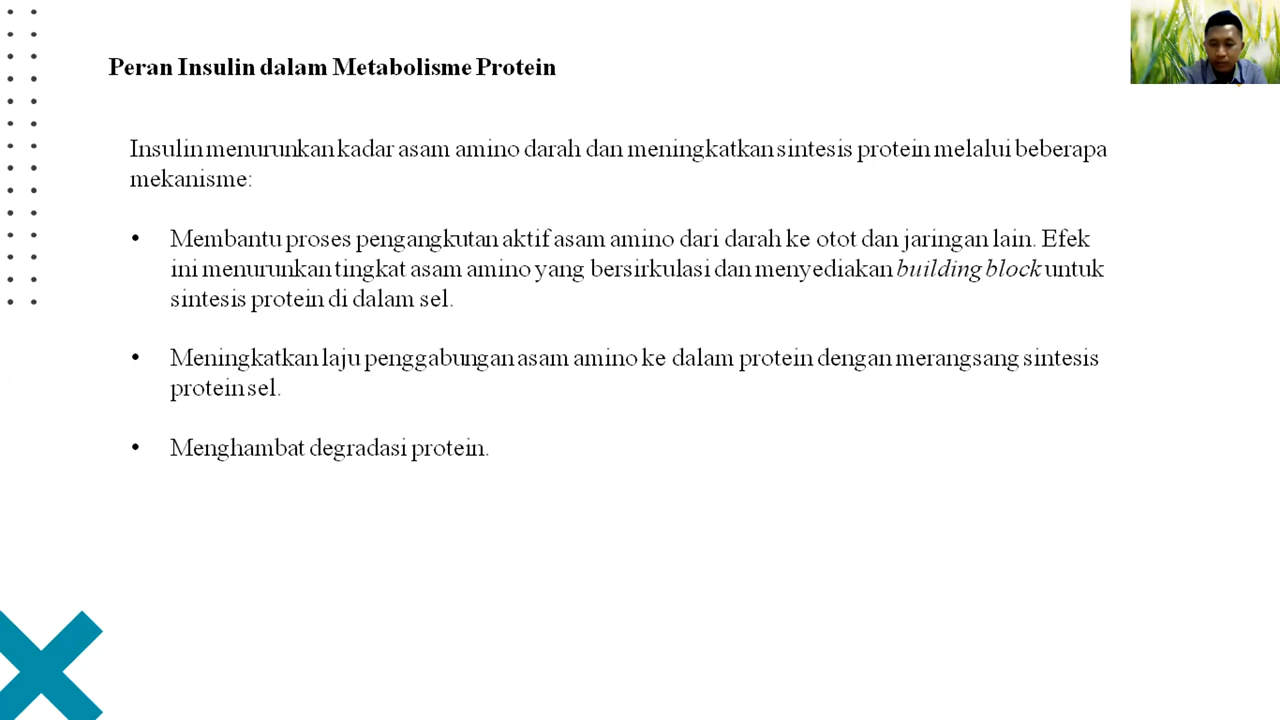 Peran Insulin dalam Metabolisme Protein
Insulin menurunkan kadar asam amino darah dan meningkatkan sintesis protein melalui beberapa
mekanisme:
• Membantu proses pengangkutan aktif asam amino dari darah ke otot dan jaringan lain. Efek
ini menurunkan tingkat asam amino yang bersirkulasi dan menyediakan building block untuk
sintesis protein di dalam sel.
• Meningkatkan laju penggabungan asam amino ke dalam protein dengan merangsang sintesis
protein sel.
• Menghambat degradasi protein.